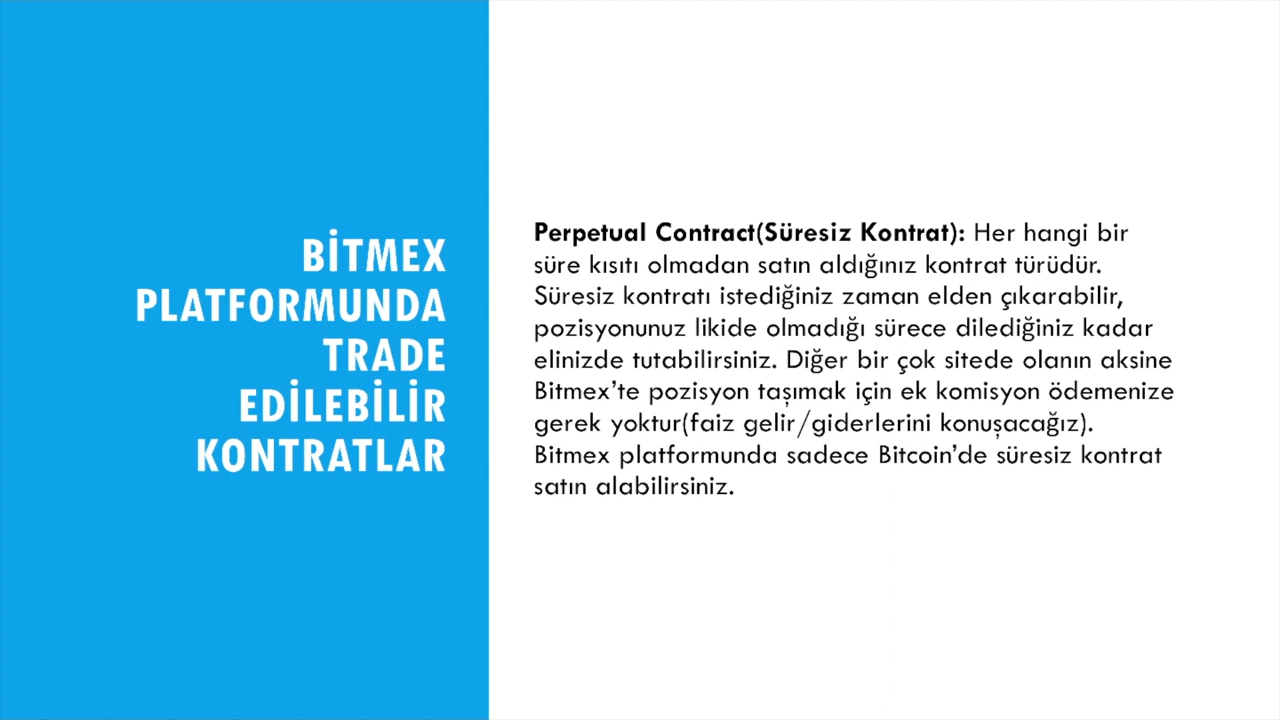 BİTMEX
PLATFORMUNDA
TRADE
EDİLEBİLİR
KONTRATLAR
Perpetual Contract(Süresiz Kontrat): Her hangi bir
süre kısıtı olmadan satın aldığınız kontrat türüdür.
Süresiz kontratı istediğiniz zaman elden çıkarabilir,
pozisyonunuz likide olmadığı sürece dilediğiniz kadar
elinizde tutabilirsiniz. Diğer bir çok sitede olanın aksine
Bitmex’te pozisyon taşımak için ek komisyon ödemenize
gerek yoktur(faiz gelir/giderlerini konuşacağız).
Bitmex platformunda sadece Bitcoin’de süresiz kontrat
satın alabilirsiniz.